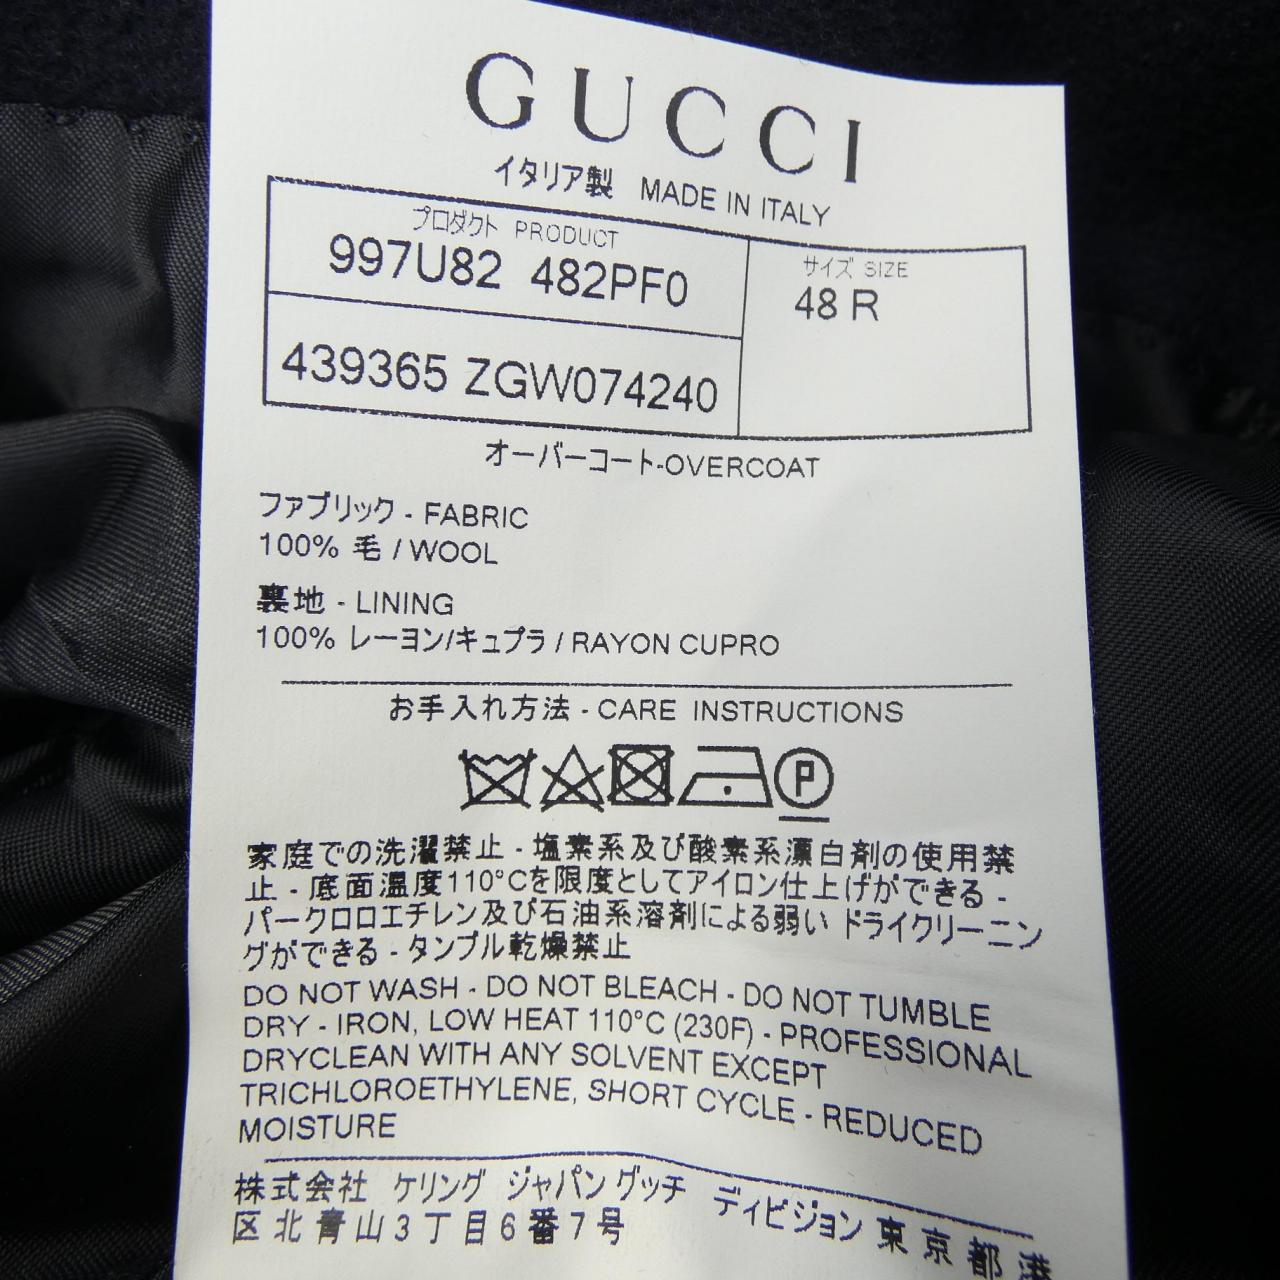 GUCCI
イタリア製 MADE IN ITALY
プロダクト PRODUCT
997U82 482PF0
サイズ SIZE
48 R
439365 ZGW074240
オーバーコート-OVERCOAT
ファブリック - FABRIC
100% 毛 / WOOL
裏地 - LINING
100% レーヨン/キュプラ / RAYON CUPRO
お手入れ方法 - CARE INSTRUCTIONS
P
家庭での洗濯禁止 - 塩素系及び酸素系漂白剤の使用禁
止 - 底面温度110°Cを限度としてアイロン仕上げができる -
パークロロエチレン及び石油系溶剤による弱い ドライクリーニン
グができる - タンブル乾燥禁止
DO NOT WASH - DO NOT BLEACH - DO NOT TUMBLE
DRY - IRON, LOW HEAT 110°C (230F) - PROFESSIONAL
DRYCLEAN WITH ANY SOLVENT EXCEPT
TRICHLOROETHYLENE, SHORT CYCLE - REDUCED
MOISTURE
株式会社 ケリング ジャパン グッチ ディビジョン 東京都港
区北青山3丁目6番7号